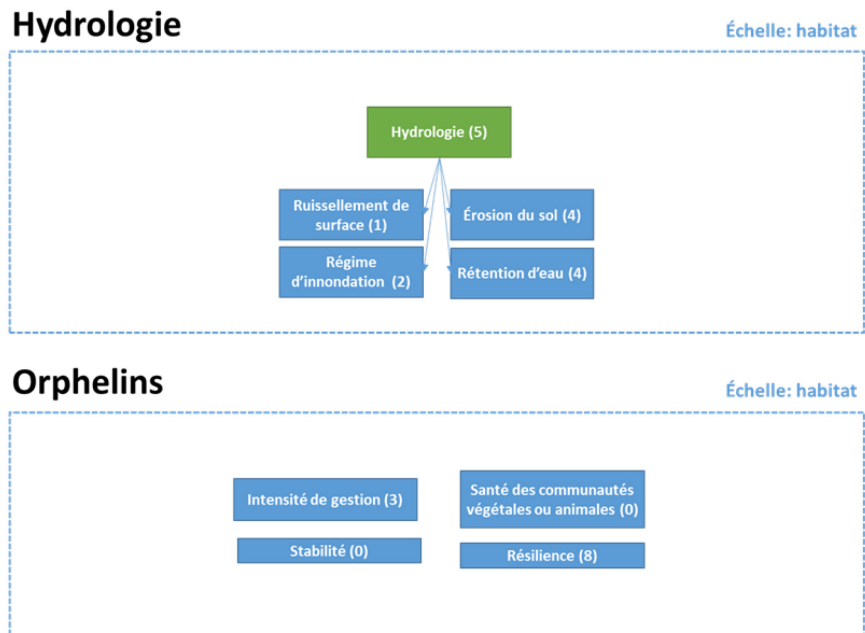 Hydrologie
Échelle: habitat
Hydrologie (5)
Ruissellement de
surface (1)
Érosion du sol (4)
Régime
d'innondation (2)
Rétention d'eau (4)
Orphelins
Échelle: habitat
Intensité de gestion (3)
Santé des communautés
végétales ou animales (0)
Stabilité (0)
Résilience (8)